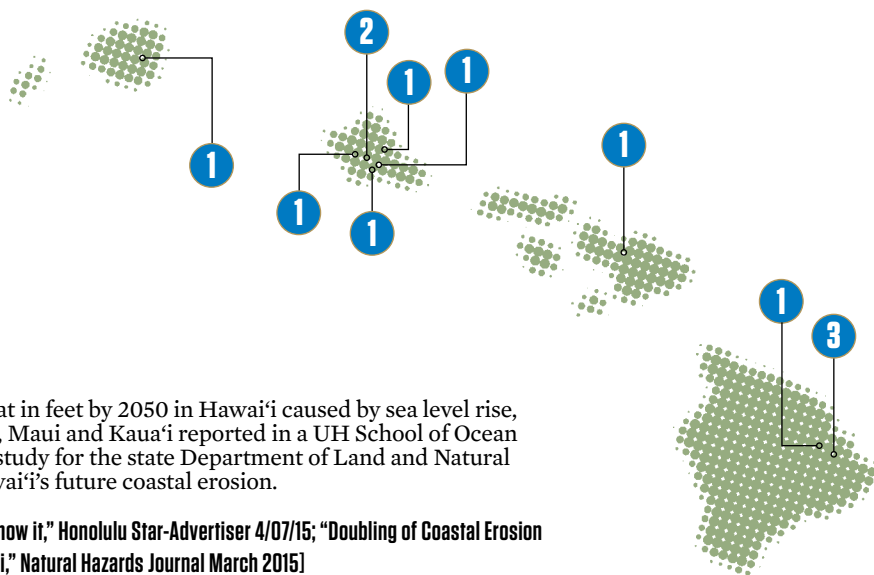 2
1
1
1
1
1
1
1
1
3
at in feet by 2050 in Hawai‘i caused by sea level rise,
, Maui and Kaua‘i reported in a UH School of Ocean
study for the state Department of Land and Natural
vai‘i’s future coastal erosion.
now it,” Honolulu Star-Advertiser 4/07/15; “Doubling of Coastal Erosion
i,” Natural Hazards Journal March 2015]